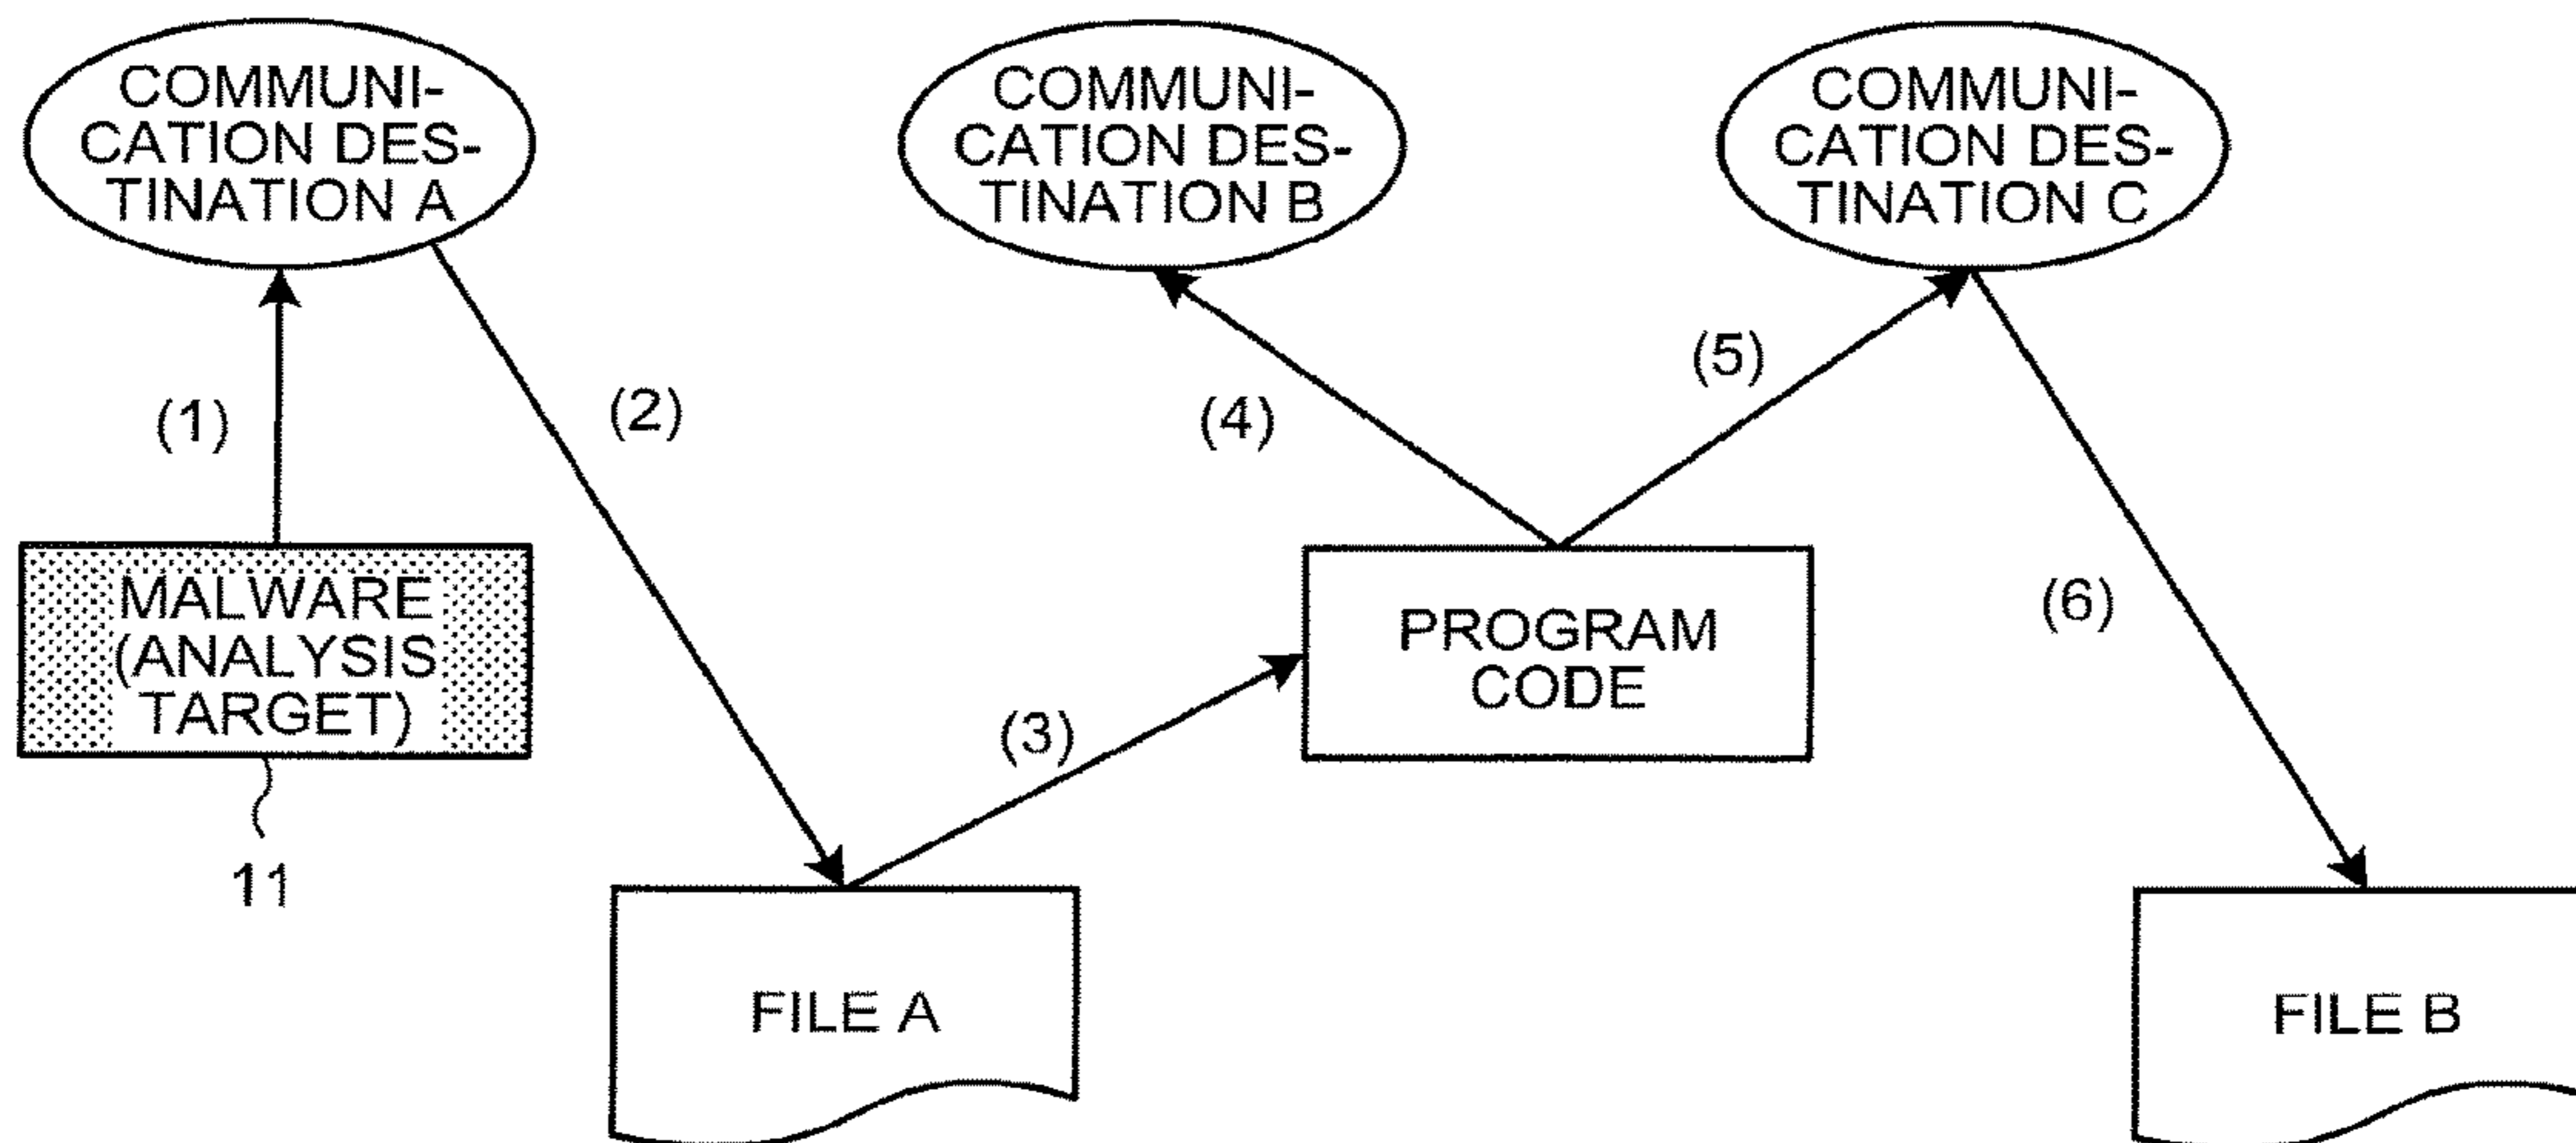 COMMUNI-
CATION DES-
TINATION A
COMMUNI-
CATION DES-
TINATION B
COMMUNI-
CATION DES-
TINATION C
(1)
(2)
(4)
(5)
(6)
MALWARE
(ANALYSIS
TARGET)
11
(3)
PROGRAM
CODE
FILE A
FILE B